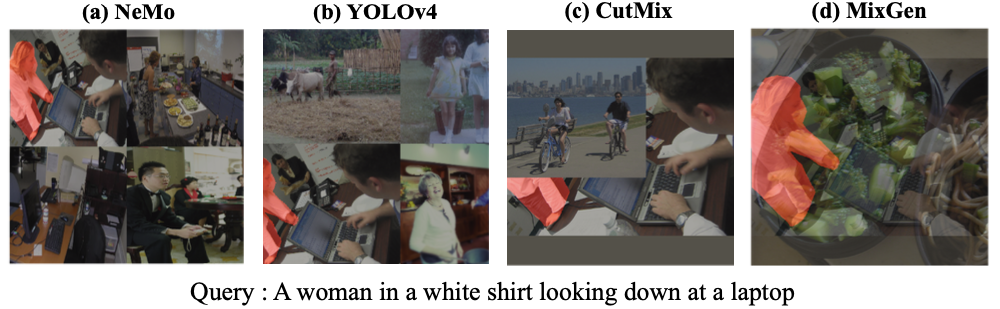 (a) NeMo (b) YOLOv4 (c) CutMix (d) MixGen
Query : A woman in a white shirt looking down at a laptop